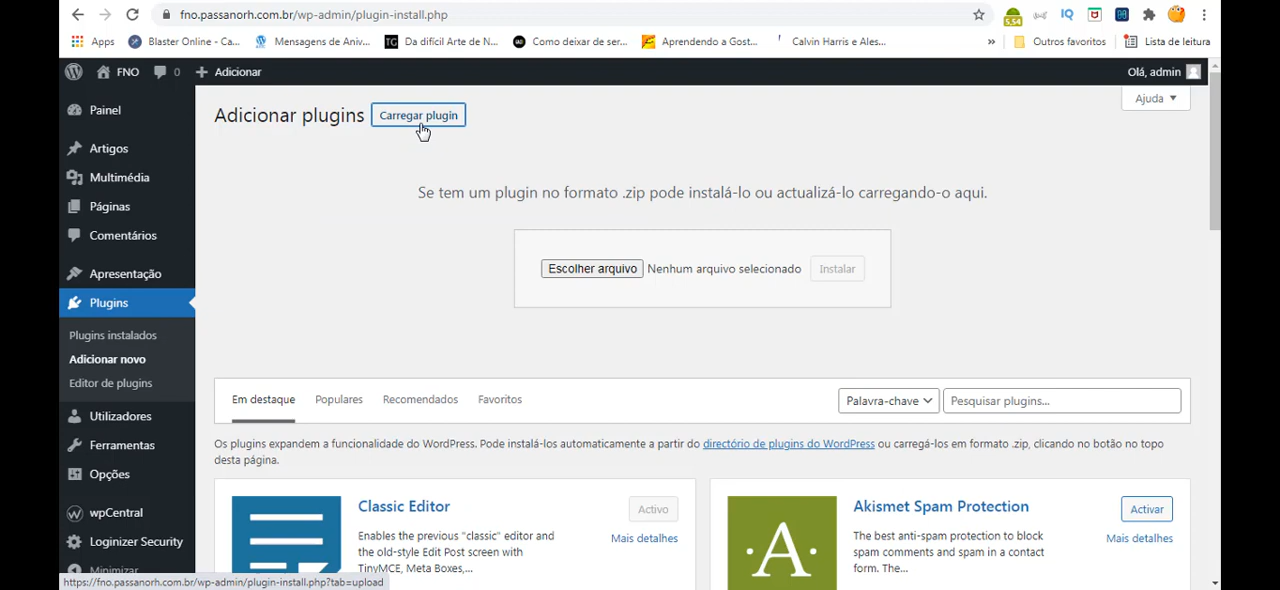 fno.passanorh.com.br/wp-admin/plugin-install.php
5,54
IQ
Apps
Blaster Online - Ca...
Mensagens de Aniv...
TG
Da difícil Arte de N...
Como deixar de ser...
Aprendendo a Gost...
Calvin Harris e Ales...
»
Outros favoritos
Lista de leitura
FNO
0
+ Adicionar
Olá, admin
Painel
Adicionar plugins
Carregar plugin
Ajuda
Artigos
Multimédia
Páginas
Comentários
Apresentação
Plugins
Plugins instalados
Adicionar novo
Editor de plugins
Utilizadores
Ferramentas
Opções
wpCentral
Loginizer Security
Minimizar
Se tem um plugin no formato .zip pode instalá-lo ou actualizá-lo carregando-o aqui.
Escolher arquivo Nenhum arquivo selecionado Instalar
Em destaque Populares Recomendados Favoritos
Palavra-chave Pesquisar plugins...
Os plugins expandem a funcionalidade do WordPress. Pode instalá-los automaticamente a partir do directório de plugins do WordPress ou carregá-los em formato .zip, clicando no botão no topo
desta página.
Classic Editor
Activo
Enables the previous "classic" editor and
the old-style Edit Post screen with
TinyMCE, Meta Boxes,...
Mais detalhes
·A·
Akismet Spam Protection
Activar
The best anti-spam protection to block
spam comments and spam in a contact
form. The...
Mais detalhes
https://fno.passanorh.com.br/wp-admin/plugin-install.php?tab=upload